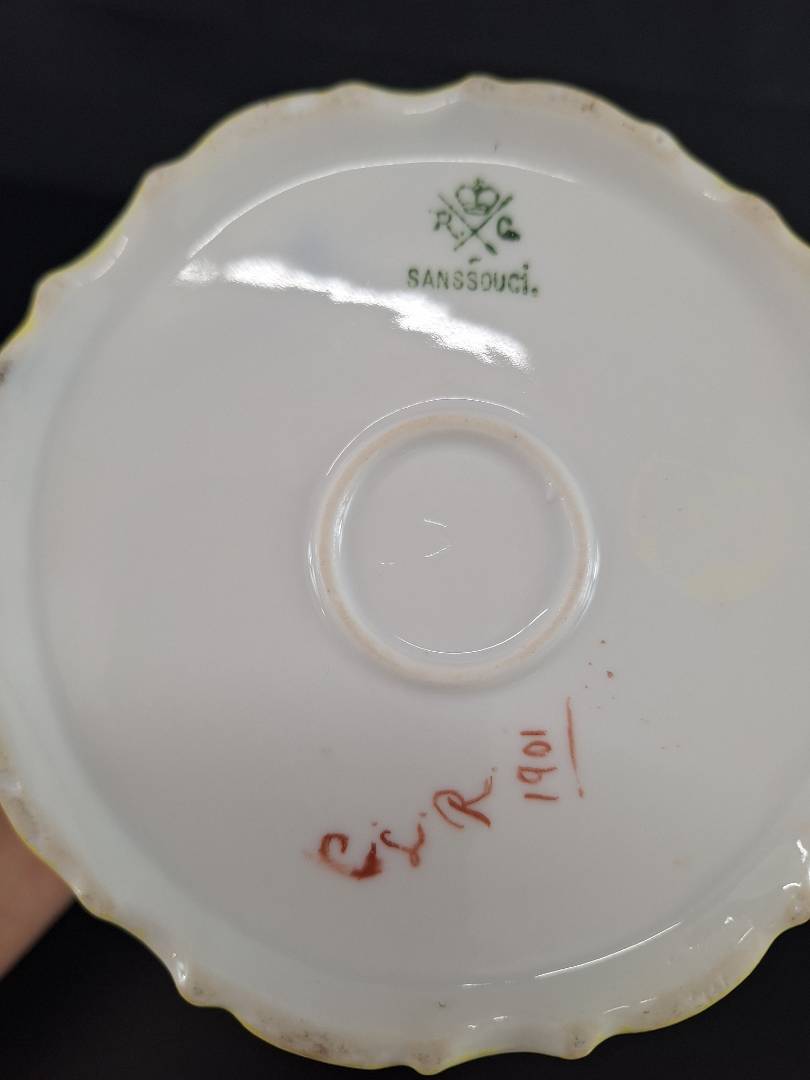 R. C.
SANSSOUCI.
C. L. R.
1901